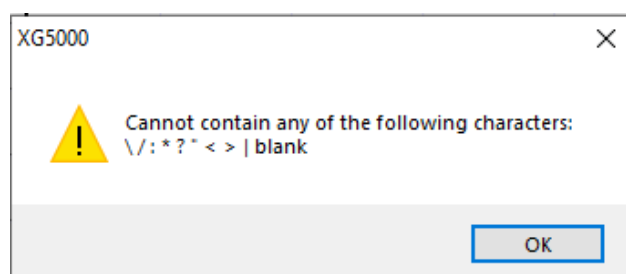 XG5000
Cannot contain any of the following characters:
\ / : * ? " < > | blank
OK